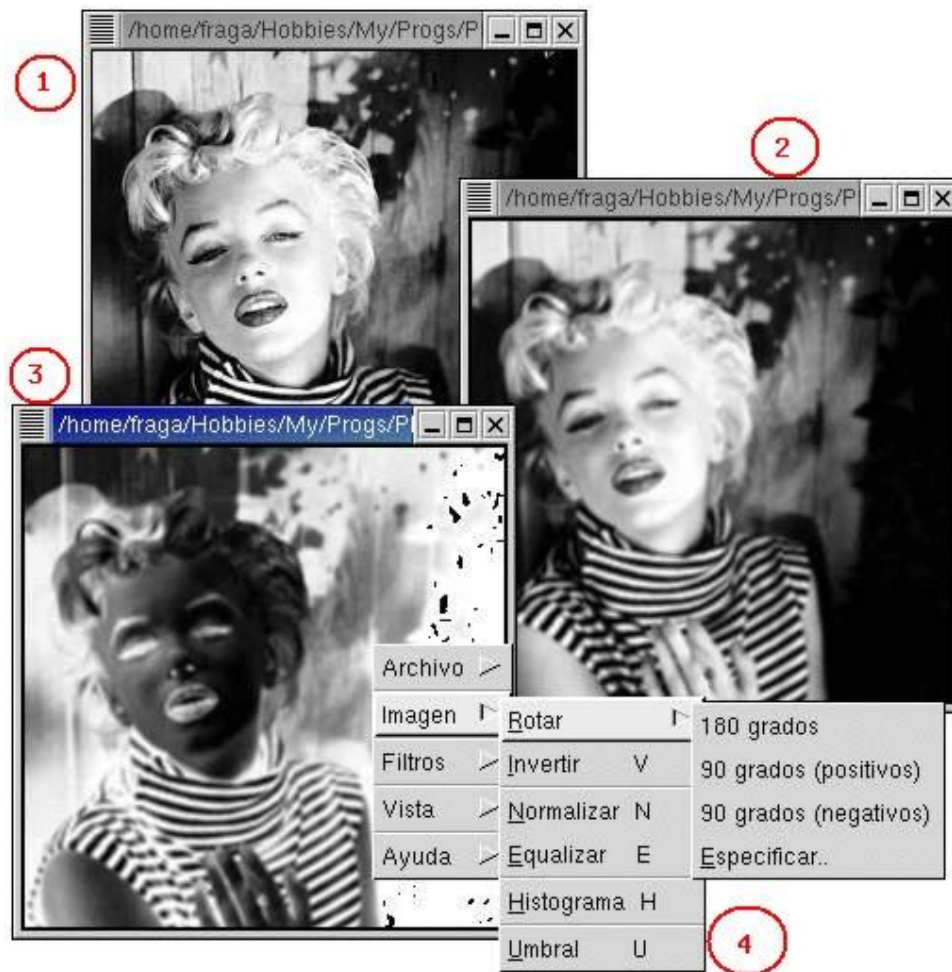 /home/fraga/Hobbies/My/Progs/P
1
2
/home/fraga/Hobbies/My/Progs/P
3
/home/fraga/Hobbies/My/Progs/P
Archivo
Imagen
Filtros
Vista
Ayuda
Rotar
Invertir V
Normalizar N
Equalizar E
Histograma H
Umbral U
180 grados
90 grados (positivos)
90 grados (negativos)
Especificar..
4